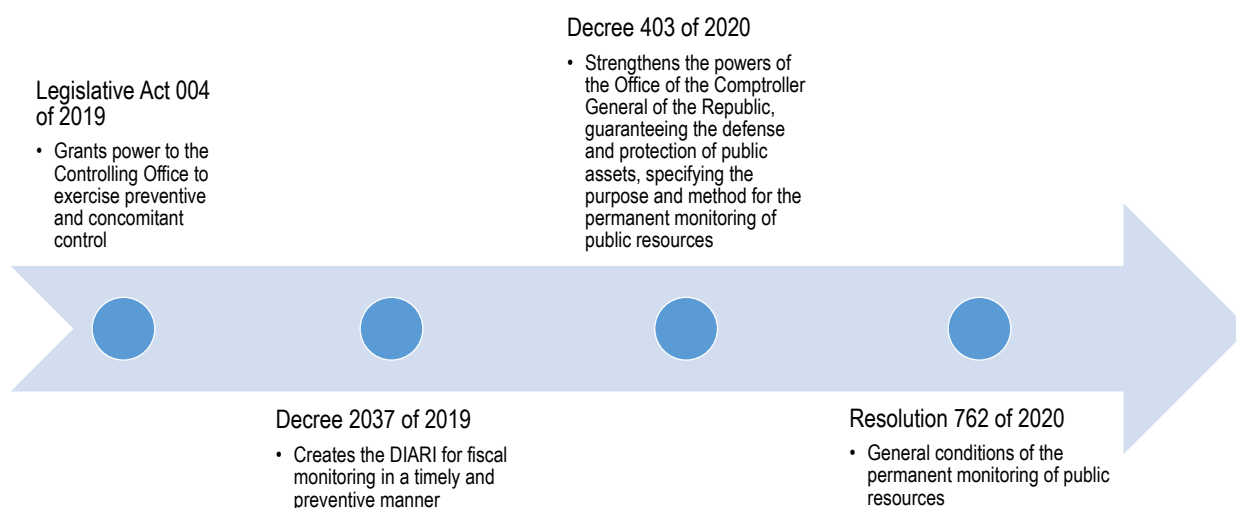 Legislative Act 004
of 2019
• Grants power to the
Controlling Office to
exercise preventive
and concomitant
control
Decree 2037 of 2019
• Creates the DIARI for fiscal
monitoring in a timely and
preventive manner
Decree 403 of 2020
• Strengthens the powers of
the Office of the Comptroller
General of the Republic,
guaranteeing the defense
and protection of public
assets, specifying the
purpose and method for the
permanent monitoring of
public resources
Resolution 762 of 2020
• General conditions of the
permanent monitoring of public
resources